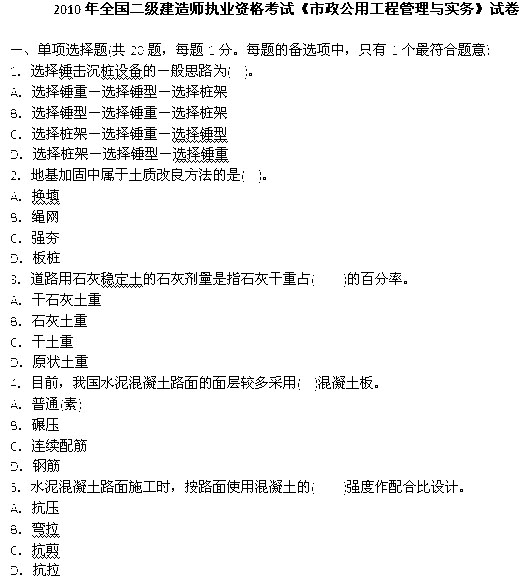 2010年全国二级建造师执业资格考试《市政公用工程管理与实务》试卷
一、单项选择题(共20题，每题1分。每题的备选项中，只有1个最符合题意)
1．选择锤击沉桩设备的一般思路为( )。
A．选择锤重—选择锤型—选择桩架
B．选择锤型—选择锤重—选择桩架
C．选择桩架—选择锤重—选择锤型
D．选择桩架—选择锤型—选择锤重
2．地基加固中属于土质改良方法的是( )。
A．换填
B．绳网
C．强夯
D．板桩
3．道路用石灰稳定土的石灰剂量是指石灰干重占( )的百分率。
A．干石灰土重
B．石灰土重
C．干土重
D．原状土重
4．目前，我国水泥混凝土路面的面层较多采用( )混凝土板。
A．普通(素)
B．碾压
C．连续配筋
D．钢筋
5．水泥混凝土路面施工时，按路面使用混凝土的( )强度作配合比设计。
A．抗压
B．弯拉
C．抗剪
D．抗拉